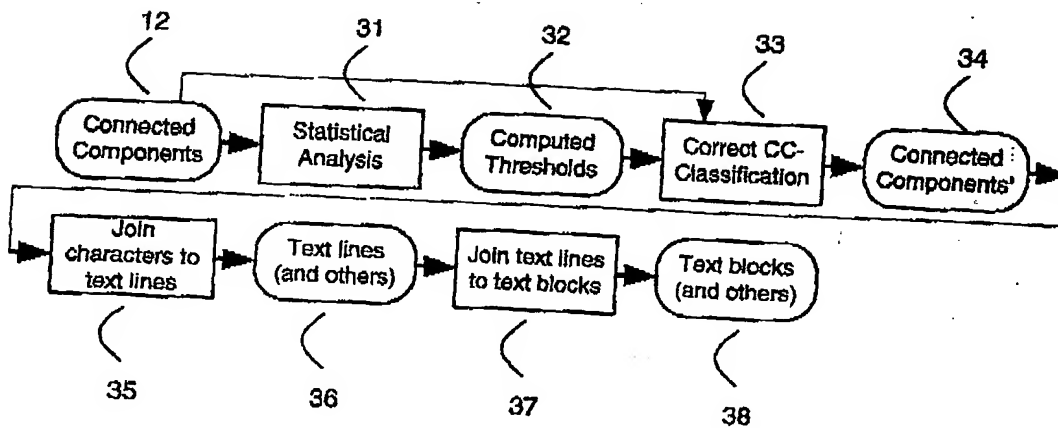 12
31
32
33
34
Connected
Components
Statistical
Analysis
Computed
Thresholds
Correct CC-
Classification
Connected
Components'
Join
characters to
text lines
Text lines
(and others)
Join text lines
to text blocks
Text blocks
(and others)
35
36
37
38